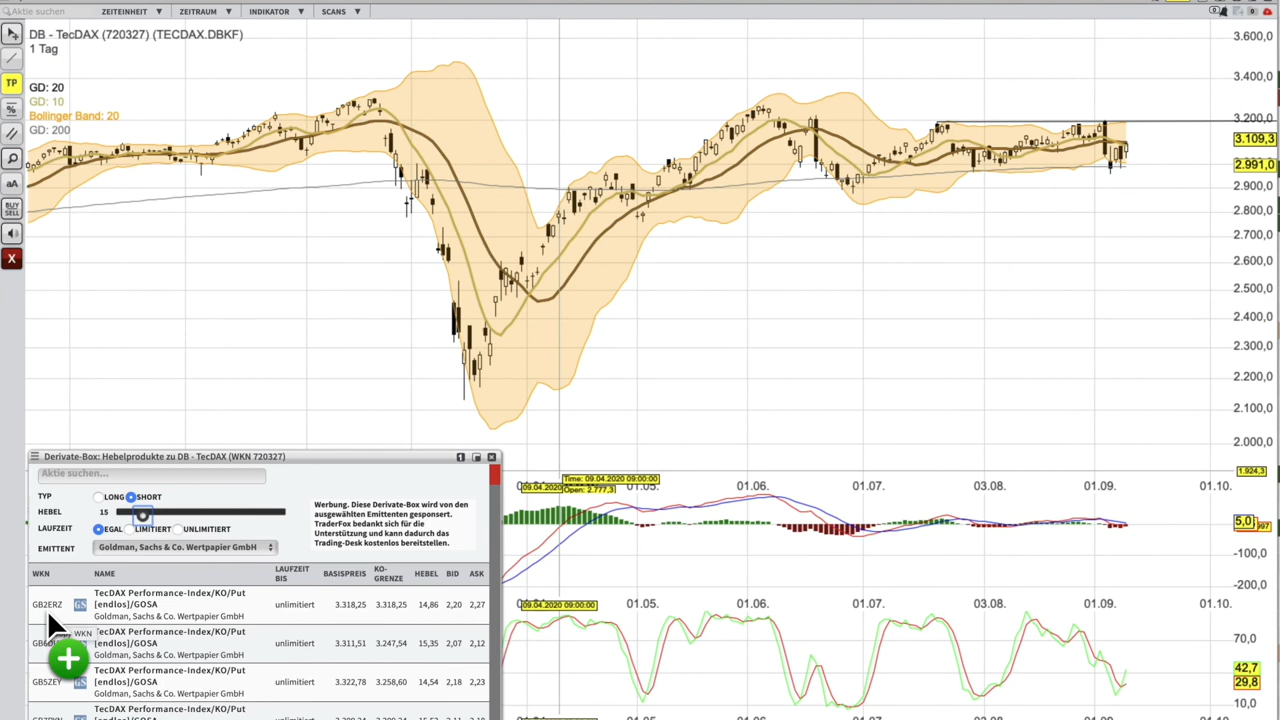 Aktie suchen
ZEITEINHEIT ▼ ZEITRAUM ▼ INDIKATOR ▼ SCANS ▼
0 0
DB - TecDAX (720327) (TECDAX.DBKF)
1 Tag
GD: 20
GD: 10
Bollinger Band: 20
GD: 200
TP
%
aA
BUY
SELL
X
3.600,0
3.400,0
3.200,0
3.109,3
2.991,0
2.900,0
2.800,0
2.700,0
2.600,0
2.500,0
2.400,0
2.300,0
2.200,0
2.100,0
2.000,0
1.924,3
Time: 09.04.2020 09:00:00
09.04.2020
Open: 2.777,3
01.05. 01.06. 01.07. 03.08. 01.09. 01.10.
5,0
-100,0
-200,0
09.04.2020 09:00:00
01.05. 01.06. 01.07. 03.08. 01.09. 01.10.
70,0
42,7
29,8
10,0
Derivate-Box: Hebelprodukte zu DB - TecDAX (WKN 720327)
Aktie suchen...
TYP LONG SHORT
HEBEL 15
LAUFZEIT EGAL LIMITIERT UNLIMITIERT
EMITTENT Goldman, Sachs & Co. Wertpapier GmbH
Werbung. Diese Derivate-Box wird von den
ausgewählten Emittenten gesponsert.
TraderFox bedankt sich für die
Unterstützung und kann dadurch das
Trading-Desk kostenlos bereitstellen.
WKN NAME LAUFZEIT BIS BASISPREIS KO-GRENZE HEBEL BID ASK
TecDAX Performance-Index/KO/Put
GB2ERZ GS [endlos]/GOSA unlimitiert 3.318,25 3.318,25 14,86 2,20 2,27
Goldman, Sachs & Co. Wertpapier GmbH
WKN
TecDAX Performance-Index/KO/Put
[endlos]/GOSA unlimitiert 3.311,51 3.247,54 15,35 2,07 2,12
Goldman, Sachs & Co. Wertpapier GmbH
TecDAX Performance-Index/KO/Put
GB5ZEY [endlos]/GOSA unlimitiert 3.322,78 3.258,60 14,54 2,18 2,23
Goldman, Sachs & Co. Wertpapier GmbH
TecDAX Performance-Index/KO/Put